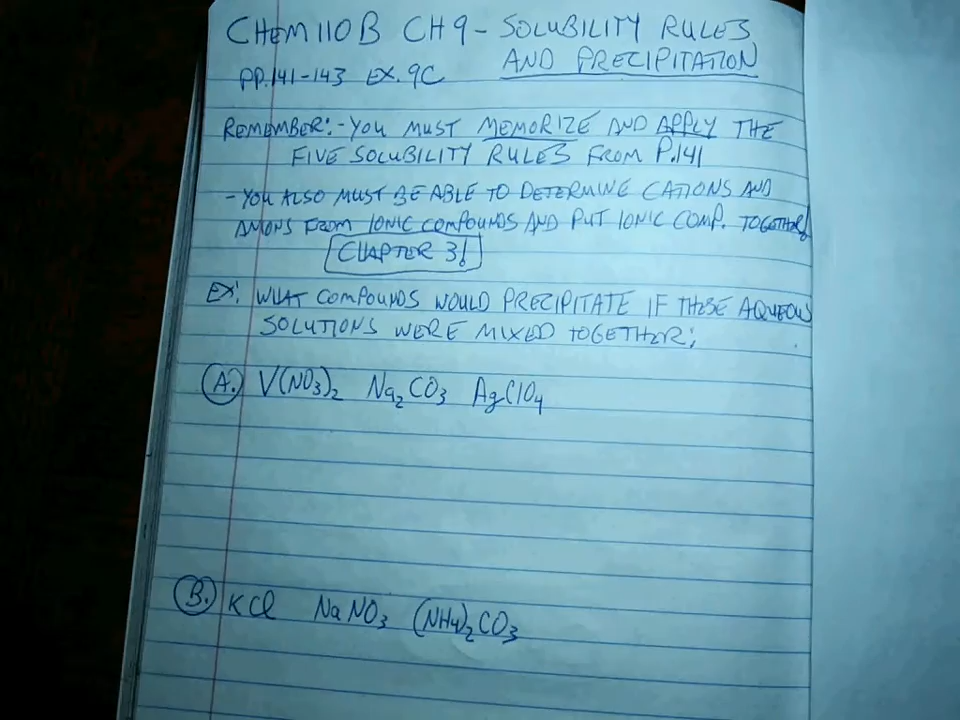 CHEM 110B CH 9 - SOLUBILITY RULES
AND PRECIPITATION
PP. 141-143 EX. 9C
REMEMBER: - YOU MUST MEMORIZE AND APPLY THE
FIVE SOLUBILITY RULES FROM P. 141
- YOU ALSO MUST BE ABLE TO DETERMINE CATIONS AND
ANIONS FROM IONIC COMPOUNDS AND PUT IONIC COMP. TOGETHER!
CHAPTER 3!
EX: WHAT COMPOUNDS WOULD PRECIPITATE IF THESE AQUEOUS
SOLUTIONS WERE MIXED TOGETHER:
A. V(NO₃)₂ Na₂CO₃ AgClO₄
B. KCl NaNO₃ (NH₄)₂CO₃